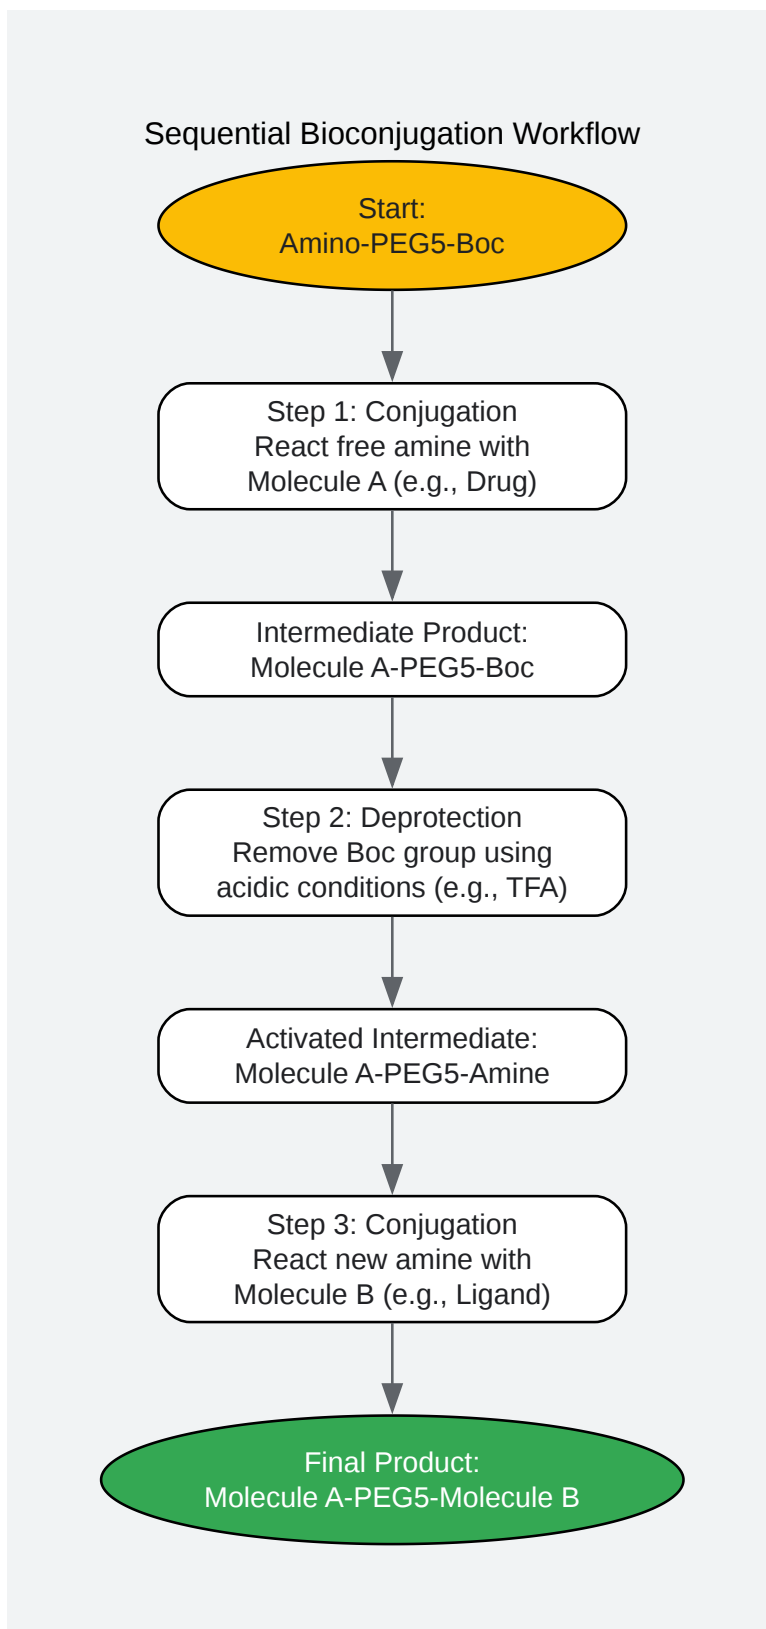 Sequential Bioconjugation Workflow
Start:
Amino-PEG5-Boc
Step 1: Conjugation
React free amine with
Molecule A (e.g., Drug)
Intermediate Product:
Molecule A-PEG5-Boc
Step 2: Deprotection
Remove Boc group using
acidic conditions (e.g., TFA)
Activated Intermediate:
Molecule A-PEG5-Amine
Step 3: Conjugation
React new amine with
Molecule B (e.g., Ligand)
Final Product:
Molecule A-PEG5-Molecule B